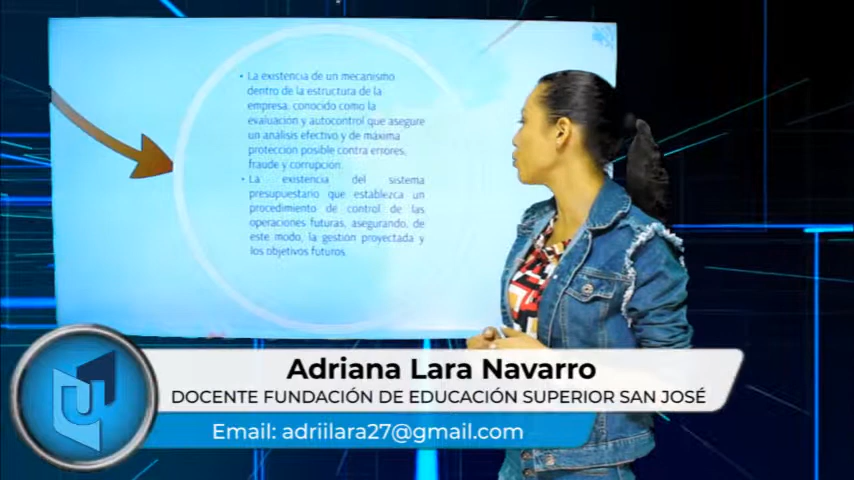 • La existencia de un mecanismo
dentro de la estructura de la
empresa, conocido como la
evaluación y autocontrol que asegure
un análisis efectivo y de máxima
protección posible contra errores,
fraude y corrupción.
• La existencia del sistema
presupuestario que establezca un
procedimiento de control de las
operaciones futuras, asegurando, de
este modo, la gestión proyectada y
los objetivos futuros.
Adriana Lara Navarro
DOCENTE FUNDACIÓN DE EDUCACIÓN SUPERIOR SAN JOSÉ
Email: adriilara27@gmail.com